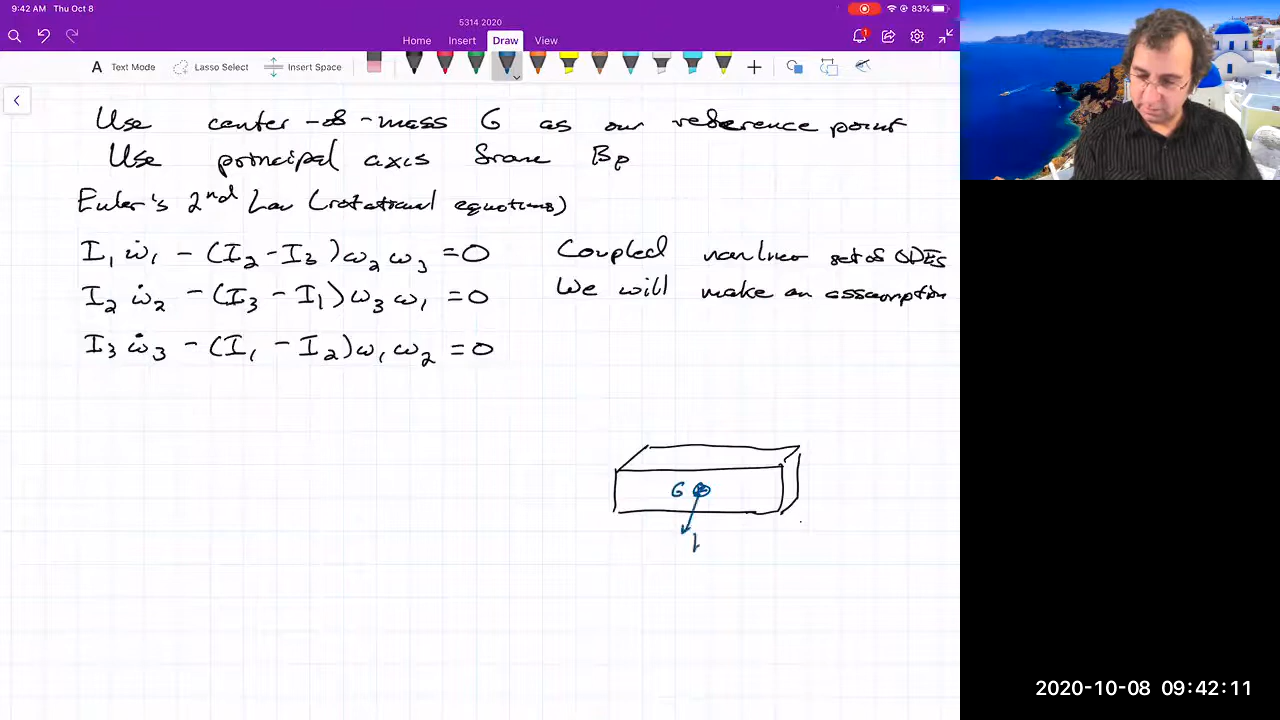 9:42 AM Thu Oct 8
83%
5314 2020
Home Insert Draw View
1
A Text Mode Lasso Select Insert Space
Use center-of-mass G as our reference point
Use principal axis frame Bp
Euler's 2nd Law (rotational equations)
I₁ ω̇₁ - (I₂ - I₃) ω₂ ω₃ = 0 Coupled nonlinear set of ODEs
I₂ ω̇₂ - (I₃ - I₁) ω₃ ω₁ = 0 We will make an assumption
I₃ ω̇₃ - (I₁ - I₂) ω₁ ω₂ = 0
G
2020-10-08 09:42:11